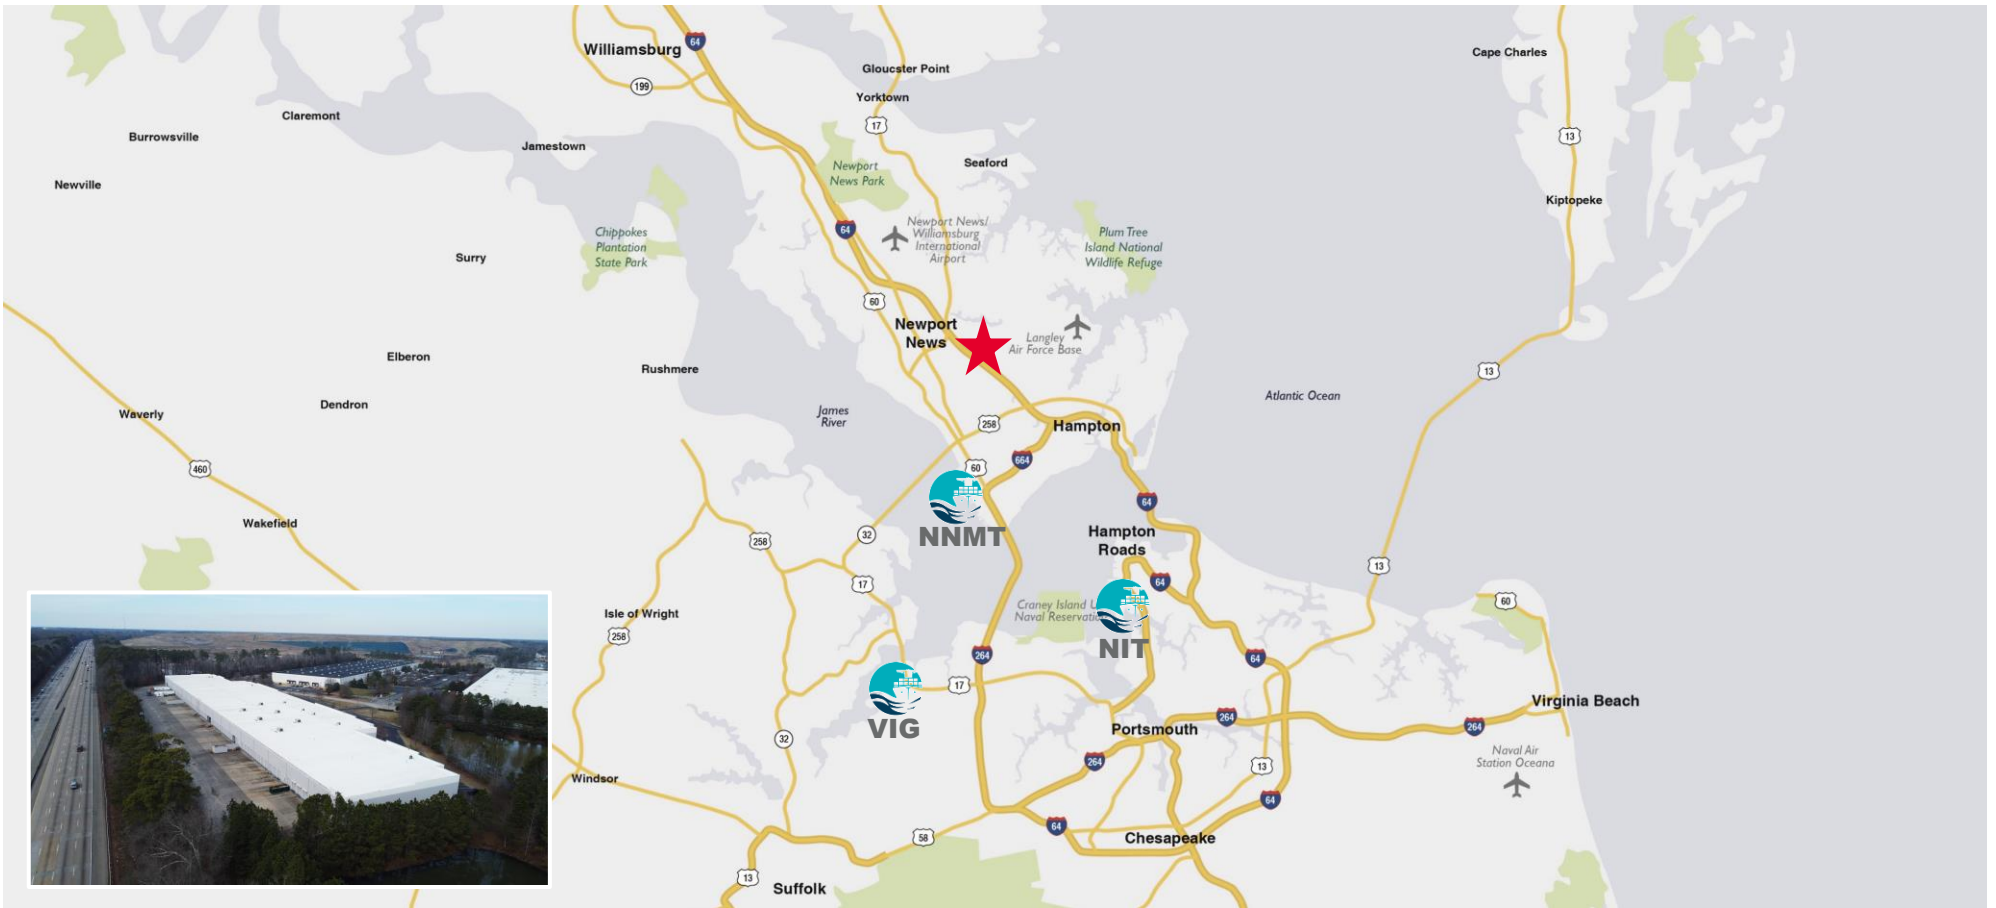 Williamsburg
64
199
Gloucster Point
Yorktown
17
Cape Charles
13
Claremont
Burrowsville
Jamestown
Newville
Seaford
Newport
News Park
Kiptopeke
64
Newport News/
Williamsburg
International
Airport
Chippokes
Plantation
State Park
Plum Tree
Island National
Wildlife Refuge
Surry
60
Newport
News
Langley
Air Force Base
Elberon
Rushmere
13
Atlantic Ocean
Dendron
Waverly
James
River
258
Hampton
664
60
460
64
NNMT
Wakefield
258
32
Hampton
Roads
13
17
64
Craney Island U
Naval Reservati
NIT
60
Isle of Wright
258
264
64
17
VIG
Virginia Beach
264
264
Portsmouth
32
Naval Air
Station Oceana
264
13
Windsor
64
64
58
Chesapeake
13
Suffolk